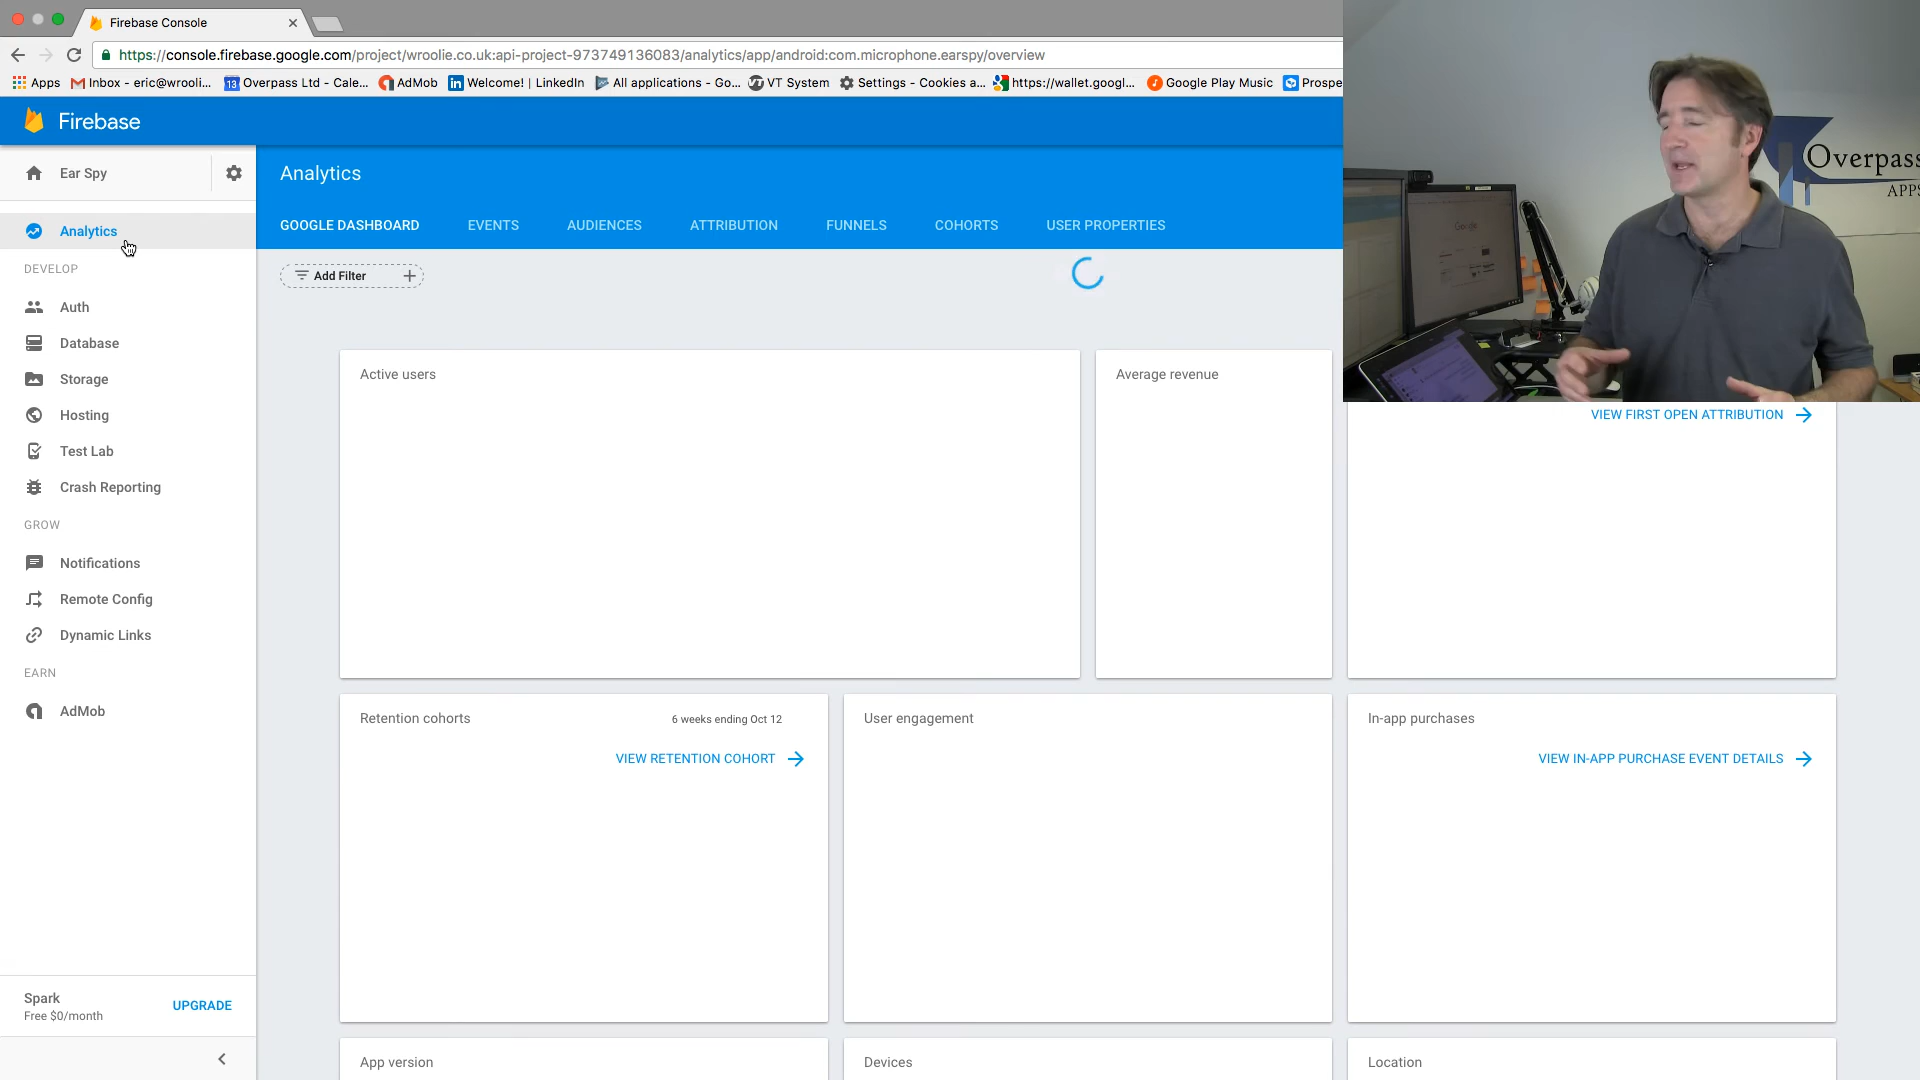 Firebase Console
https://console.firebase.google.com/project/wroolie.co.uk:api-project-973749136083/analytics/app/android:com.microphone.earspy/overview
Apps Inbox - eric@wrooli... 13 Overpass Ltd - Cale... AdMob Welcome! | LinkedIn All applications - Go... VT System Settings - Cookies a... https://wallet.googl... Google Play Music Prospe
Firebase
Ear Spy
Analytics
GOOGLE DASHBOARD EVENTS AUDIENCES ATTRIBUTION FUNNELS COHORTS USER PROPERTIES
Add Filter
Analytics
DEVELOP
Auth
Database
Storage
Hosting
Test Lab
Crash Reporting
GROW
Notifications
Remote Config
Dynamic Links
EARN
AdMob
Spark
Free $0/month
UPGRADE
Active users
Average revenue
VIEW FIRST OPEN ATTRIBUTION
Retention cohorts
6 weeks ending Oct 12
VIEW RETENTION COHORT
User engagement
In-app purchases
VIEW IN-APP PURCHASE EVENT DETAILS
App version
Devices
Location
Google
Overpass
APPS